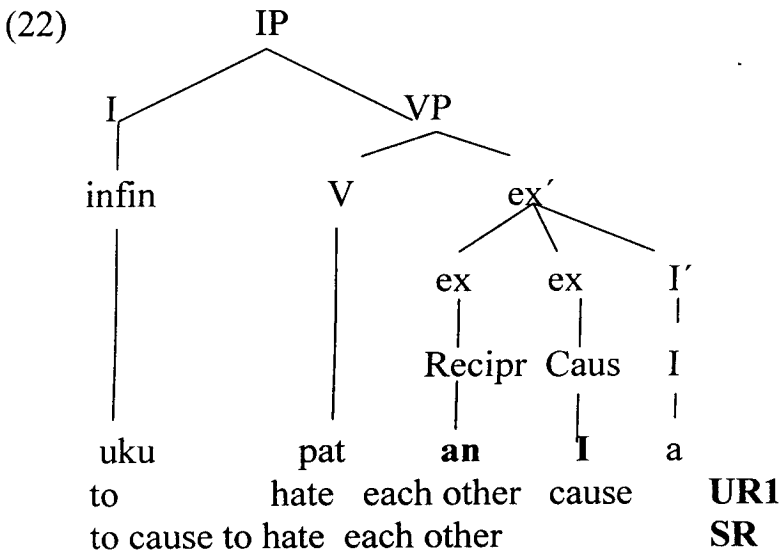 (22) IP
I VP
infin V ex´
ex ex I´
Recipr Caus I
uku pat an I a
to hate each other cause UR1
to cause to hate each other SR